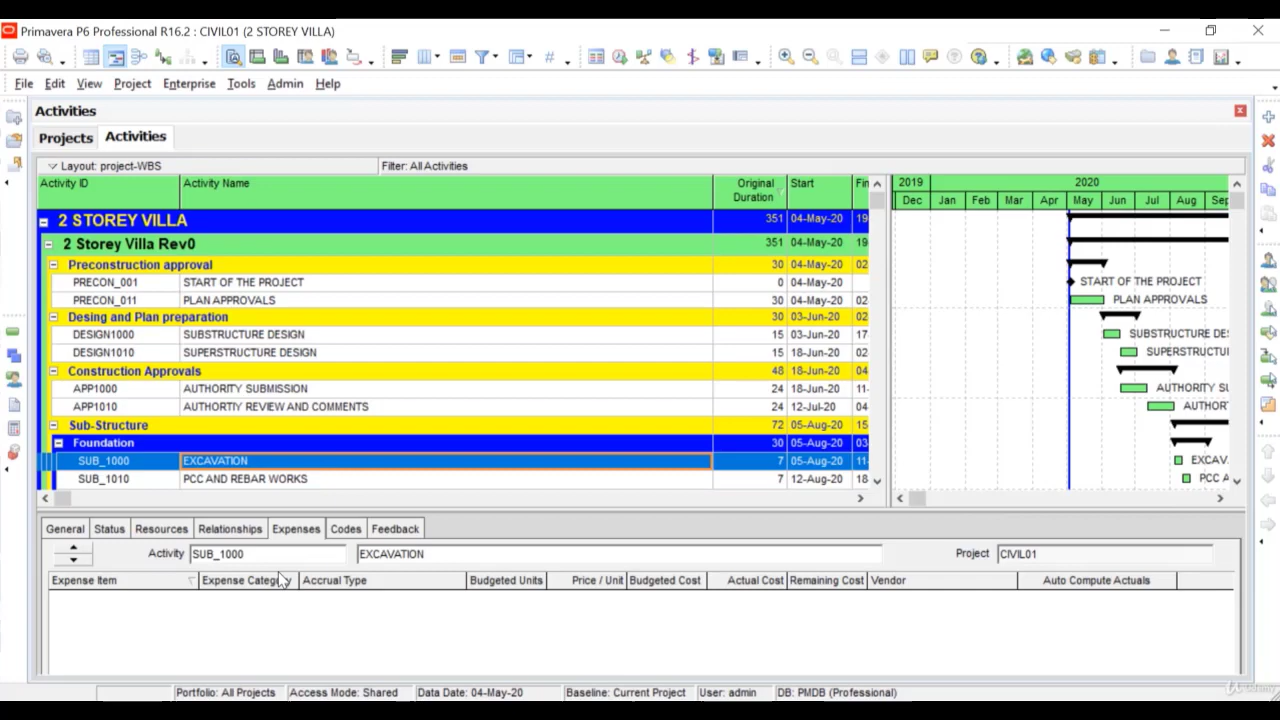 Primavera P6 Professional R16.2 : CIVIL01 (2 STOREY VILLA)
File Edit View Project Enterprise Tools Admin Help
Activities
Projects Activities
Layout: project-WBS Filter: All Activities
Activity ID Activity Name Original Duration Start Fin 2019 2020
Dec Jan Feb Mar Apr May Jun Jul Aug Sep
2 STOREY VILLA 351 04-May-20 19-
2 Storey Villa Rev0 351 04-May-20 19-
Preconstruction approval 30 04-May-20 02-
PRECON_001 START OF THE PROJECT 0 04-May-20 START OF THE PROJECT
PRECON_011 PLAN APPROVALS 30 04-May-20 02- PLAN APPROVALS
Desing and Plan preparation 30 03-Jun-20 02-
DESIGN1000 SUBSTRUCTURE DESIGN 15 03-Jun-20 17- SUBSTRUCTURE DES
DESIGN1010 SUPERSTRUCTURE DESIGN 15 18-Jun-20 02- SUPERSTRUCTU
Construction Approvals 48 18-Jun-20 04-
APP1000 AUTHORITY SUBMISSION 24 18-Jun-20 11- AUTHORITY SU
APP1010 AUTHORTIY REVIEW AND COMMENTS 24 12-Jul-20 04- AUTHOR
Sub-Structure 72 05-Aug-20 15-
Foundation 30 05-Aug-20 03-
SUB_1000 EXCAVATION 7 05-Aug-20 11- EXCAV.
SUB_1010 PCC AND REBAR WORKS 7 12-Aug-20 18- PCC A
General Status Resources Relationships Expenses Codes Feedback
Activity SUB_1000 EXCAVATION Project CIVIL01
Expense Item Expense Category Accrual Type Budgeted Units Price / Unit Budgeted Cost Actual Cost Remaining Cost Vendor Auto Compute Actuals
Portfolio: All Projects Access Mode: Shared Data Date: 04-May-20 Baseline: Current Project User: admin DB: PMDB (Professional)
Udemy